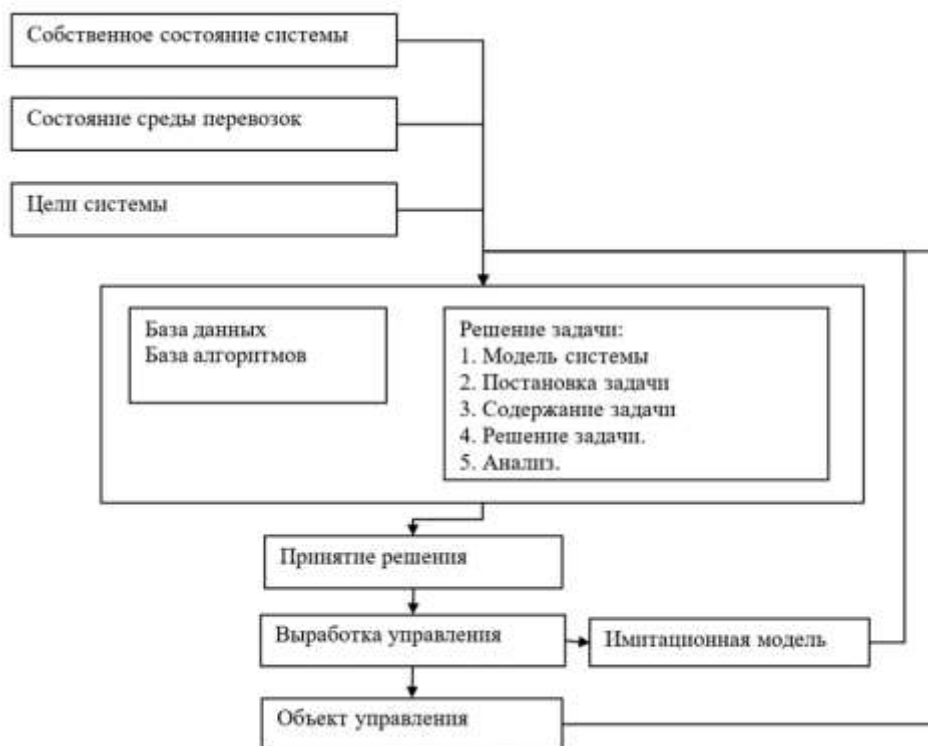 Собственное состояние системы
Состояние среды перевозок
Цели системы
База данных
База алгоритмов
Решение задачи:
1. Модель системы
2. Постановка задачи
3. Содержание задачи
4. Решение задачи.
5. Анализ.
Принятие решения
Выработка управления
Имитационная модель
Объект управления